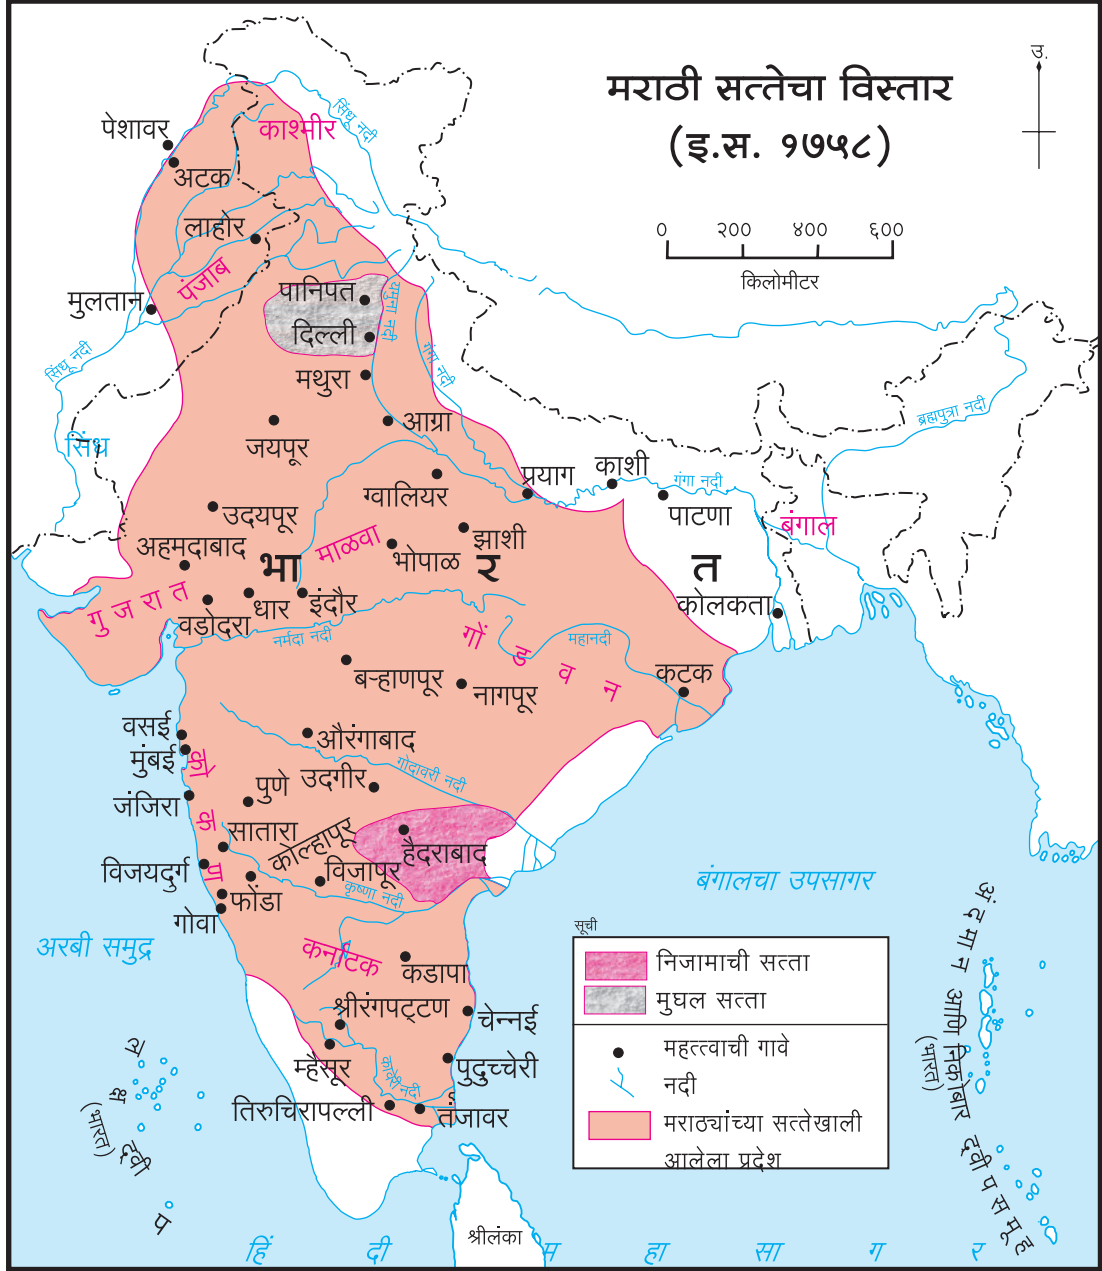 मराठी सत्तेचा विस्तार
(इ.स. १७५८)
उ.
० २०० ४०० ६००
किलोमीटर
सिंधू नदी
काश्मीर
पेशावर
अटक
लाहोर
पंजाब
मुलतान
पानिपत
यमुना नदी
दिल्ली
सिंधू नदी
गंगा नदी
मथुरा
आग्रा
ब्रह्मपुत्रा नदी
सिंध
जयपूर
ग्वालियर
प्रयाग
काशी
गंगा नदी
पाटणा
बंगाल
उदयपूर
झाशी
माळवा
अहमदाबाद
भोपाळ
भा र त
गुजरात
वडोदरा
धार
इंदौर
कोलकता
नर्मदा नदी
गोंडवन
महानदी
बऱ्हाणपूर
नागपूर
कटक
वसई
मुंबई
औरंगाबाद
गोदावरी नदी
कोकण
जंजिरा
पुणे
उदगीर
सातारा
कोल्हापूर
हैदराबाद
विजयदुर्ग
विजापूर
कृष्णा नदी
फोंडा
गोवा
बंगालचा उपसागर
अरबी समुद्र
कर्नाटक
कडापा
श्रीरंगपट्टण
चेन्नई
म्हैसूर
कावेरी नदी
पुदुच्चेरी
तिरुचिरापल्ली
तंजावर
सूची
निजामाची सत्ता
मुघल सत्ता
महत्त्वाची गावे
नदी
मराठ्यांच्या सत्तेखाली
आलेला प्रदेश
अंदमान आणि निकोबार द्वीपसमूह
(भारत)
लक्षद्वीप
(भारत)
श्रीलंका
हिंदी महासागर